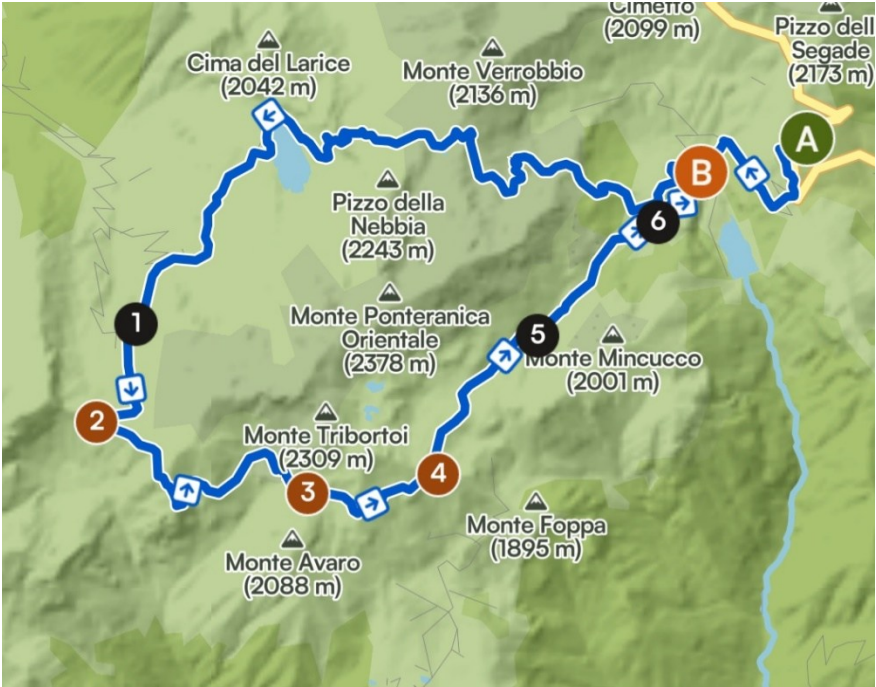 Cimetto
(2099 m)
Pizzo dell
Segade
(2173 m)
Cima del Larice
(2042 m)
Monte Verrobbio
(2136 m)
A
B
Pizzo della
Nebbia
(2243 m)
6
Monte Ponteranica
Orientale
(2378 m)
1
5
Monte Mincucco
(2001 m)
2
Monte Tribortoi
(2309 m)
4
3
Monte Foppa
(1895 m)
Monte Avaro
(2088 m)